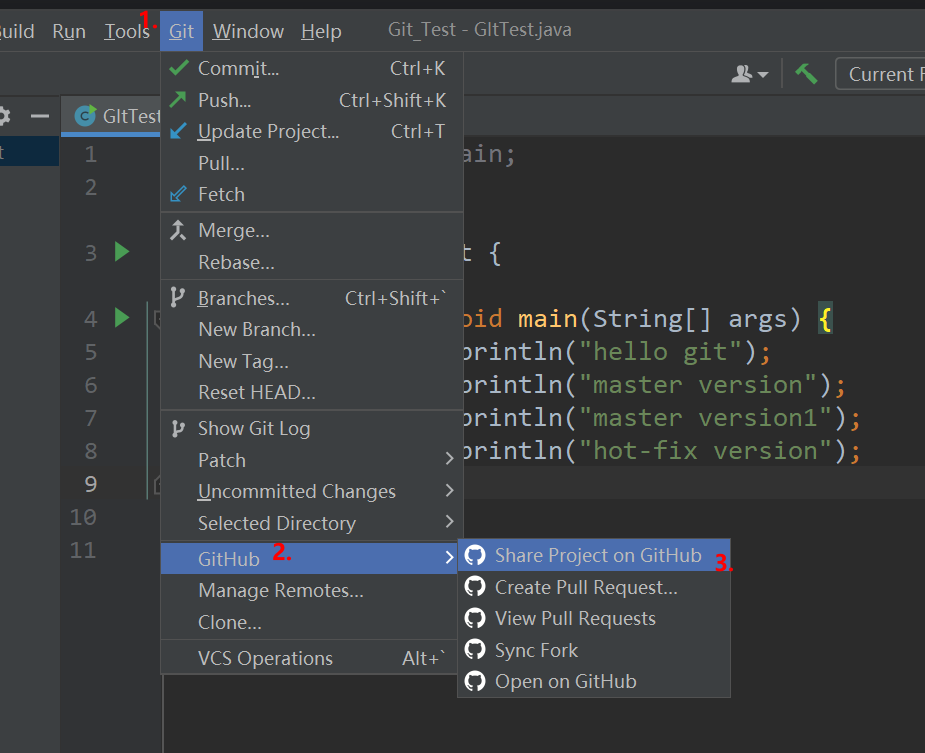 uild Run Tools 1. Git Window Help Git_Test - GItTest.java
Commit... Ctrl+K
Current F
Push... Ctrl+Shift+K
GItTest
Update Project... Ctrl+T
t
1 ain;
Pull...
2
Fetch
Merge...
3 t {
Rebase...
Branches... Ctrl+Shift+`
4 oid main(String[] args) {
New Branch...
5 println("hello git");
New Tag...
6 println("master version");
Reset HEAD...
7 println("master version1");
Show Git Log
8 println("hot-fix version");
Patch
9
Uncommitted Changes
10
Selected Directory
11
GitHub 2.
Share Project on GitHub 3.
Manage Remotes...
Create Pull Request...
Clone...
View Pull Requests
VCS Operations Alt+`
Sync Fork
Open on GitHub